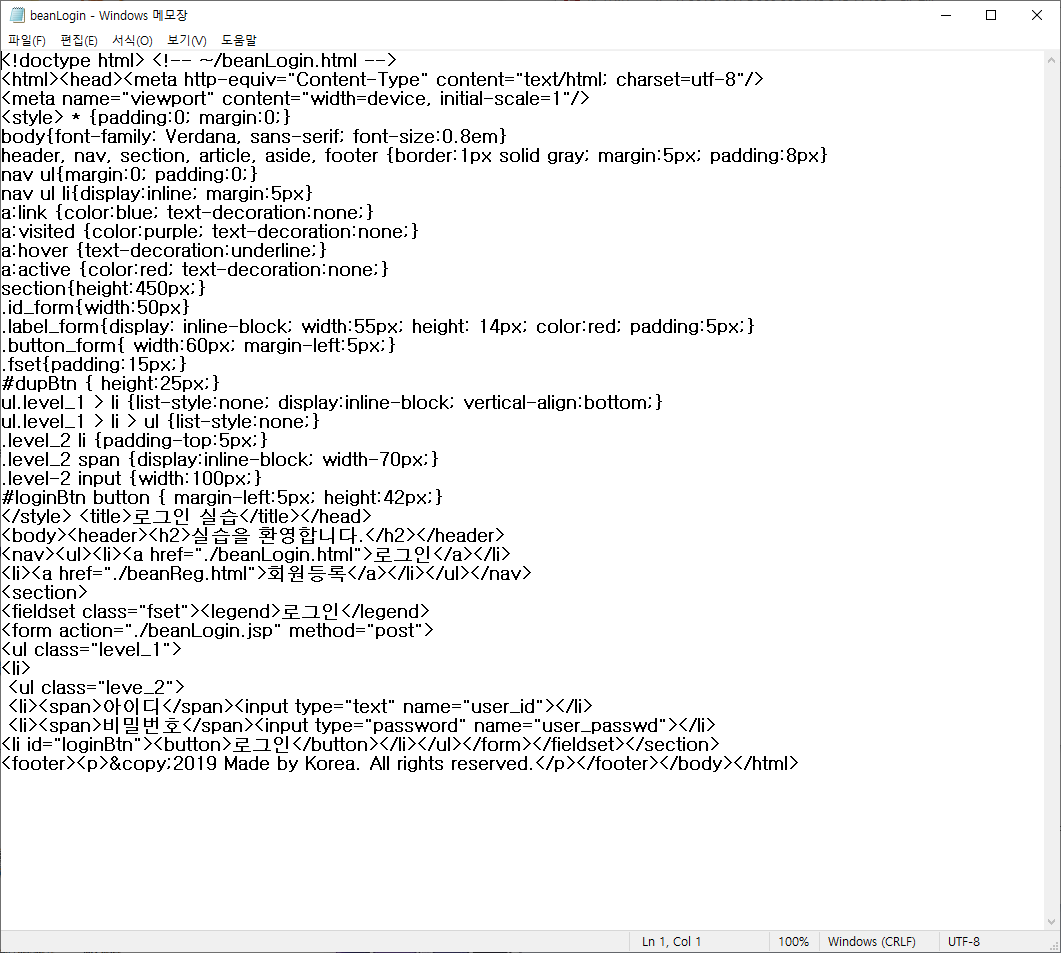 beanLogin - Windows 메모장
파일(F) 편집(E) 서식(O) 보기(V) 도움말
<!doctype html> <!-- ~/beanLogin.html -->
<html><head><meta http-equiv="Content-Type" content="text/html; charset=utf-8"/>
<meta name="viewport" content="width=device, initial-scale=1"/>
<style> * {padding:0; margin:0;}
body{font-family: Verdana, sans-serif; font-size:0.8em}
header, nav, section, article, aside, footer {border:1px solid gray; margin:5px; padding:8px}
nav ul{margin:0; padding:0;}
nav ul li{display:inline; margin:5px}
a:link {color:blue; text-decoration:none;}
a:visited {color:purple; text-decoration:none;}
a:hover {text-decoration:underline;}
a:active {color:red; text-decoration:none;}
section{height:450px;}
.id_form{width:50px}
.label_form{display: inline-block; width:55px; height: 14px; color:red; padding:5px;}
.button_form{ width:60px; margin-left:5px;}
.fset{padding:15px;}
#dupBtn { height:25px;}
ul.level_1 > li {list-style:none; display:inline-block; vertical-align:bottom;}
ul.level_1 > li > ul {list-style:none;}
.level_2 li {padding-top:5px;}
.level_2 span {display:inline-block; width-70px;}
.level-2 input {width:100px;}
#loginBtn button { margin-left:5px; height:42px;}
</style> <title>로그인 실습</title></head>
<body><header><h2>실습을 환영합니다.</h2></header>
<nav><ul><li><a href="./beanLogin.html">로그인</a></li>
<li><a href="./beanReg.html">회원등록</a></li></ul></nav>
<section>
<fieldset class="fset"><legend>로그인</legend>
<form action="./beanLogin.jsp" method="post">
<ul class="level_1">
<li>
<ul class="leve_2">
<li><span>아이디</span><input type="text" name="user_id"></li>
<li><span>비밀번호</span><input type="password" name="user_passwd"></li>
<li id="loginBtn"><button>로그인</button></li></ul></form></fieldset></section>
<footer><p>&copy;2019 Made by Korea. All rights reserved.</p></footer></body></html>
Ln 1, Col 1 100% Windows (CRLF) UTF-8